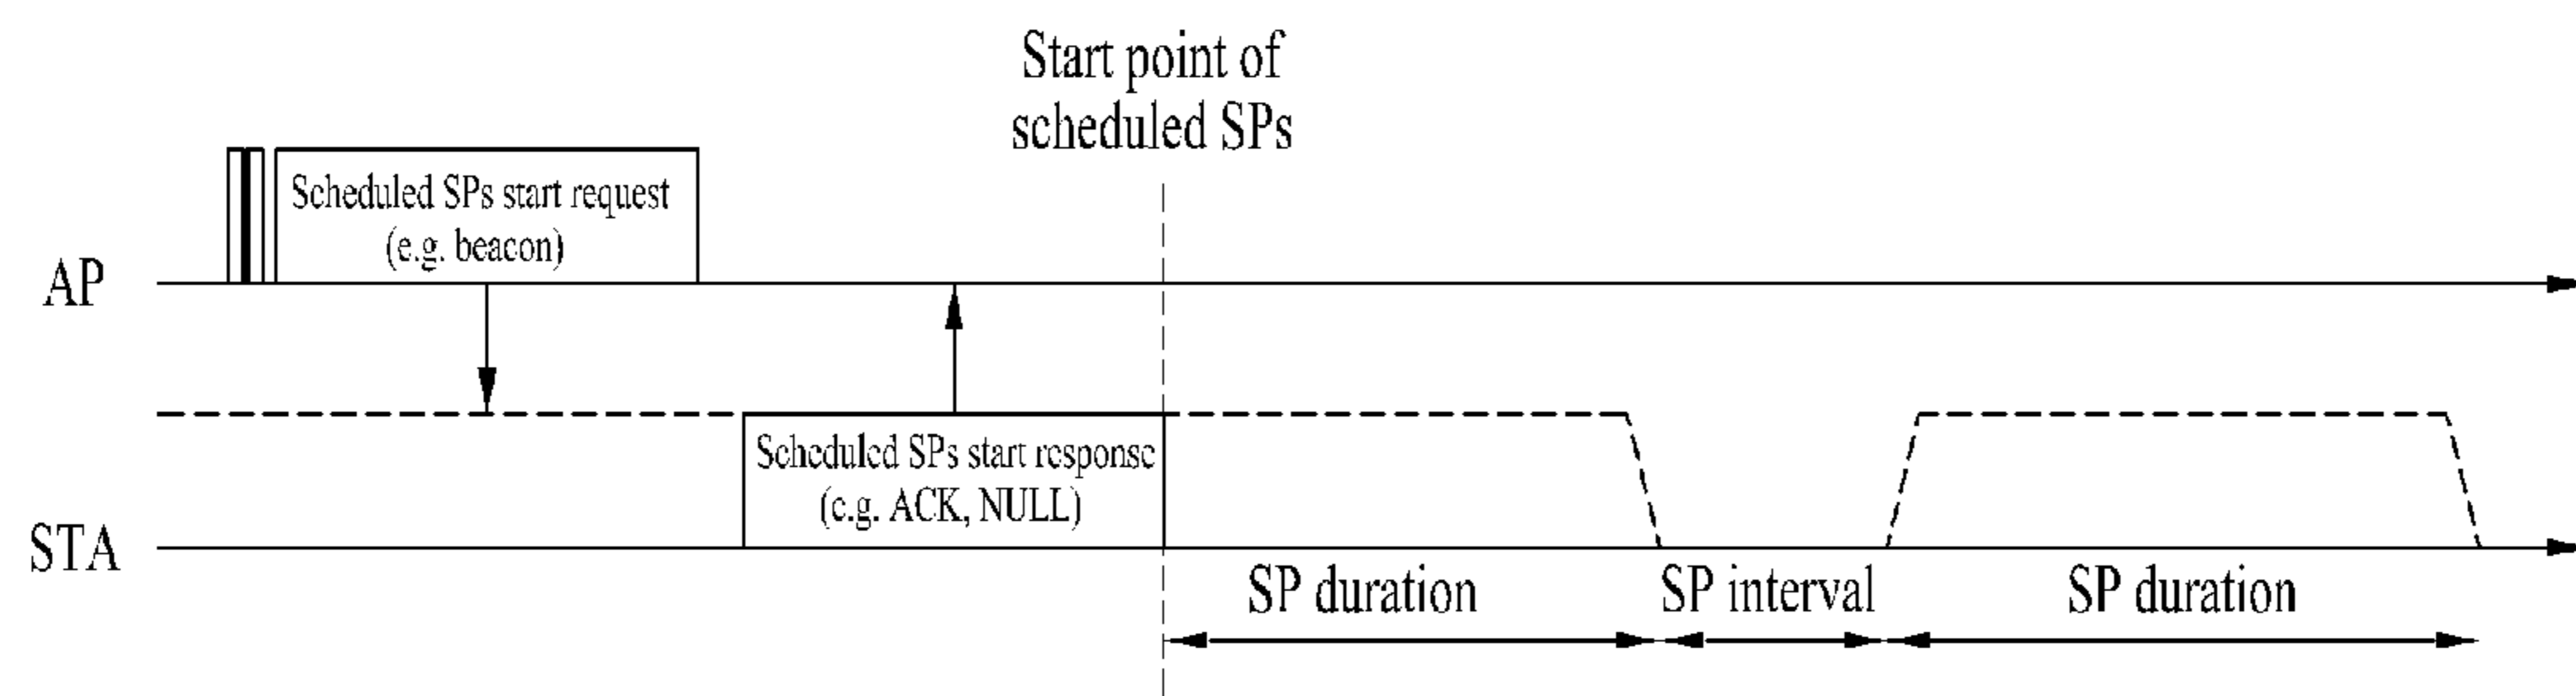 Start point of
scheduled SPs
Scheduled SPs start request
(e.g. beacon)
AP
Scheduled SPs start response
(e.g. ACK, NULL)
STA
SP duration
SP interval
SP duration